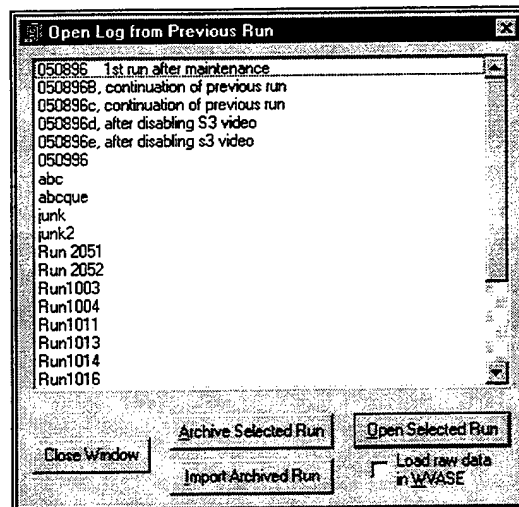 Open Log from Previous Run
050896 1st run after maintenance
050896B, continuation of previous run
050896c, continuation of previous run
050896d, after disabling S3 video
050896e, after disabling s3 video
050996
abc
abcque
junk
junk2
Run 2051
Run 2052
Run1003
Run1004
Run1011
Run1013
Run1014
Run1016
Close Window
Archive Selected Run
Import Archived Run
Open Selected Run
Load raw data
in WVASE